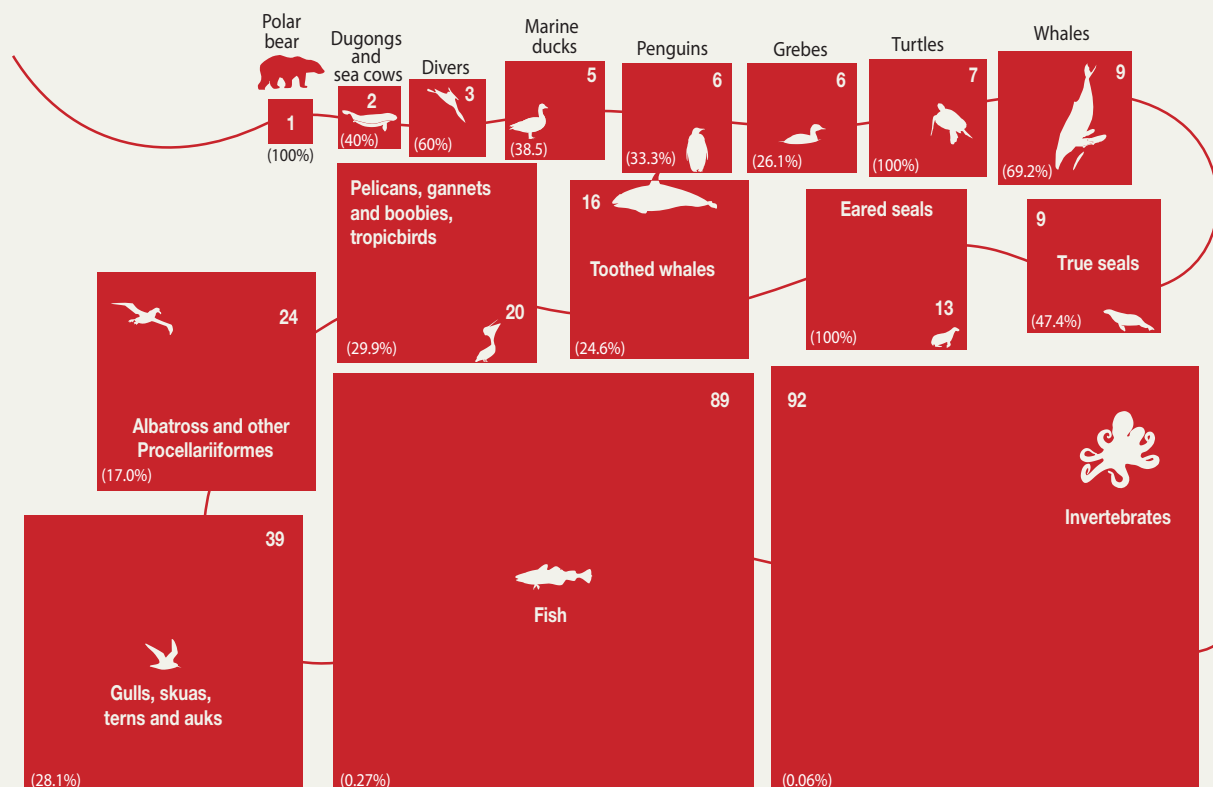 Polar
bear
1
(100%)
Dugongs
and
sea cows
2
(40%)
Divers
3
(60%)
Marine
ducks
5
(38.5)
Penguins
6
(33.3%)
Grebes
6
(26.1%)
Turtles
7
(100%)
Whales
9
(69.2%)
9
True seals
(47.4%)
Eared seals
13
(100%)
16
Toothed whales
(24.6%)
Pelicans, gannets
and boobies,
tropicbirds
20
(29.9%)
24
Albatross and other
Procellariiformes
(17.0%)
39
Gulls, skuas,
terns and auks
(28.1%)
89
Fish
(0.27%)
92
Invertebrates
(0.06%)